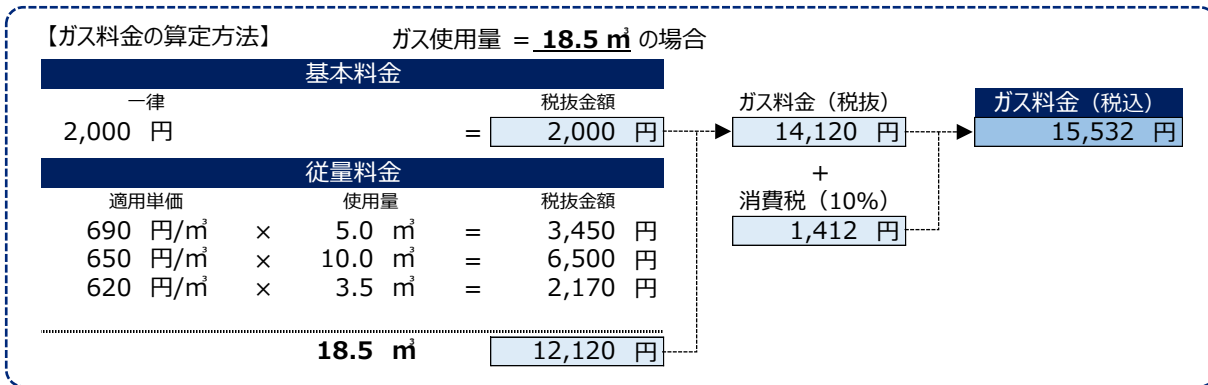 【ガス料金の算定方法】 ガス使用量 = 18.5 ㎥ の場合
基本料金
一律 税抜金額
2,000 円 = 2,000 円
従量料金
適用単価 使用量 税抜金額
690 円/㎥ × 5.0 ㎥ = 3,450 円
650 円/㎥ × 10.0 ㎥ = 6,500 円
620 円/㎥ × 3.5 ㎥ = 2,170 円
18.5 ㎥ 12,120 円
ガス料金（税抜）
14,120 円
+
消費税（10%）
1,412 円
ガス料金（税込）
15,532 円